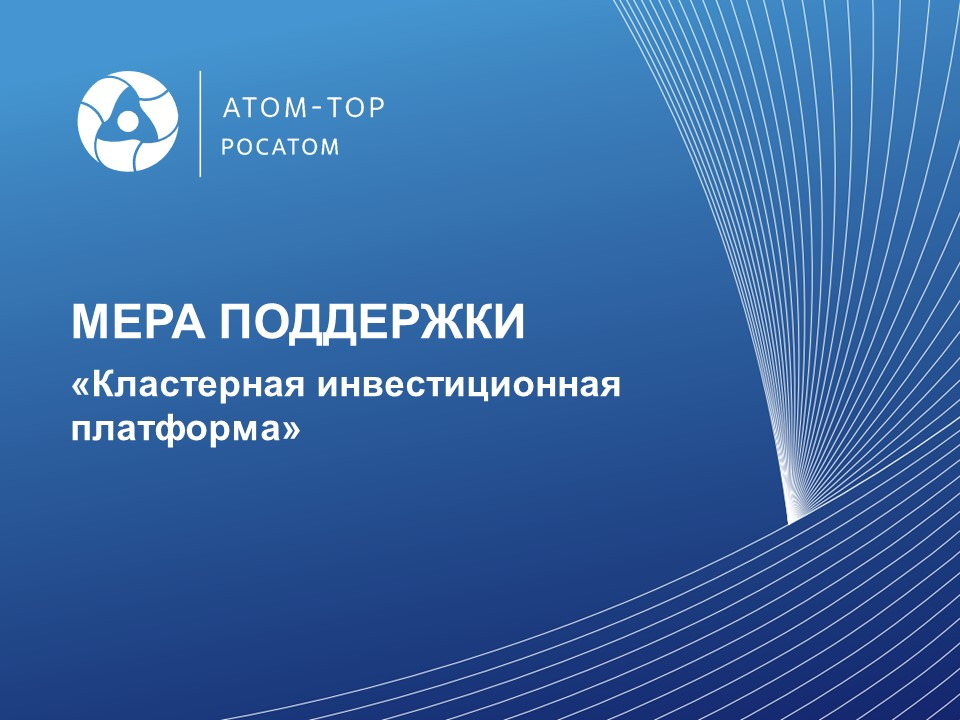 АТОМ-ТОР
РОСАТОМ
МЕРА ПОДДЕРЖКИ
«Кластерная инвестиционная
платформа»